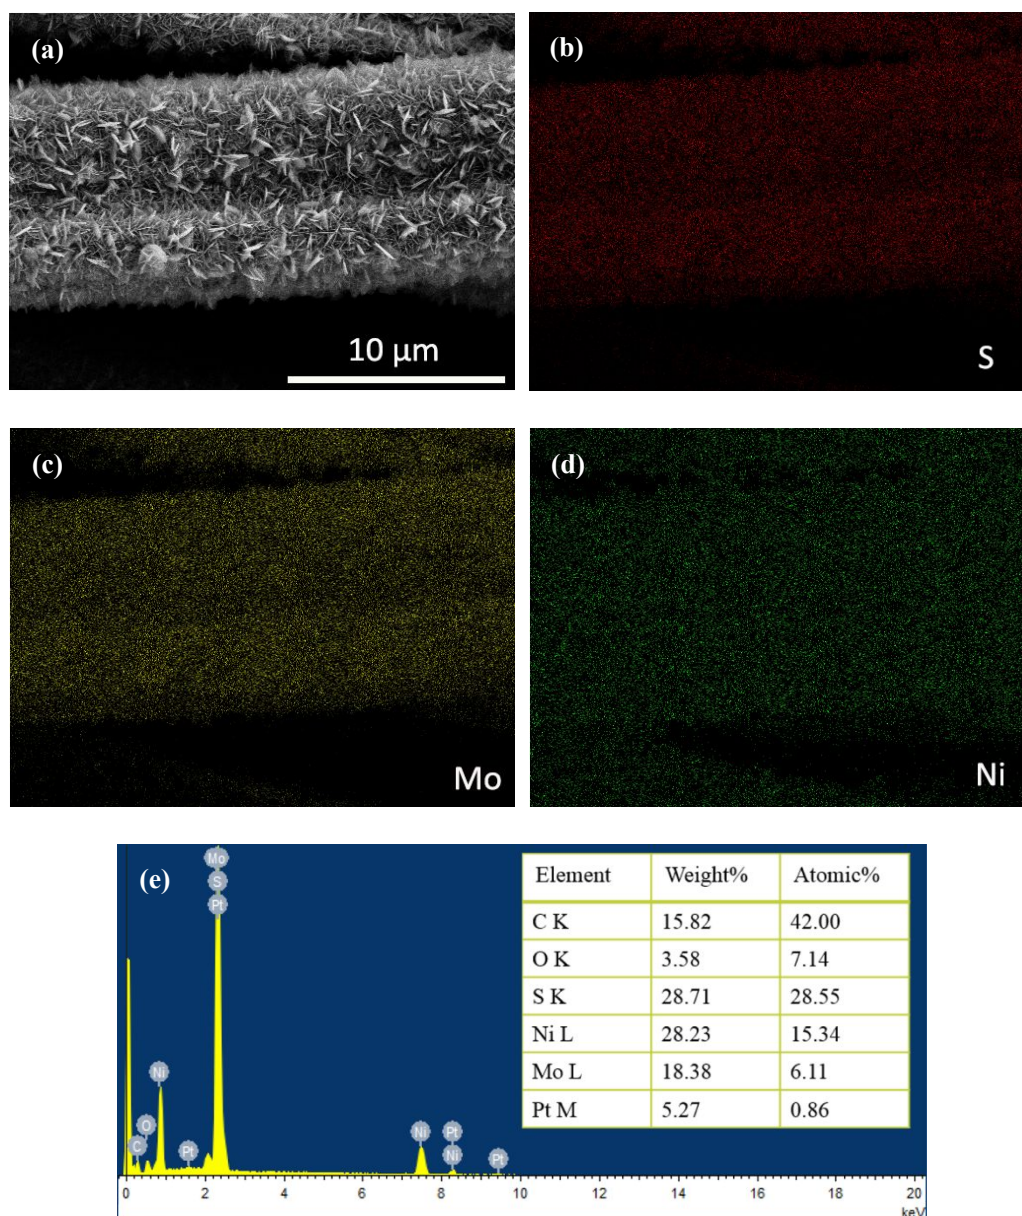 (a)
10 µm
(b)
S
(c)
Mo
(d)
Ni
(e)
Mo
S
Pt
Ni
O
C
Pt
Ni
Pt
Ni
Pt
0 2 4 6 8 10 12 14 16 18 20
keV
Element Weight% Atomic%
C K 15.82 42.00
O K 3.58 7.14
S K 28.71 28.55
Ni L 28.23 15.34
Mo L 18.38 6.11
Pt M 5.27 0.86